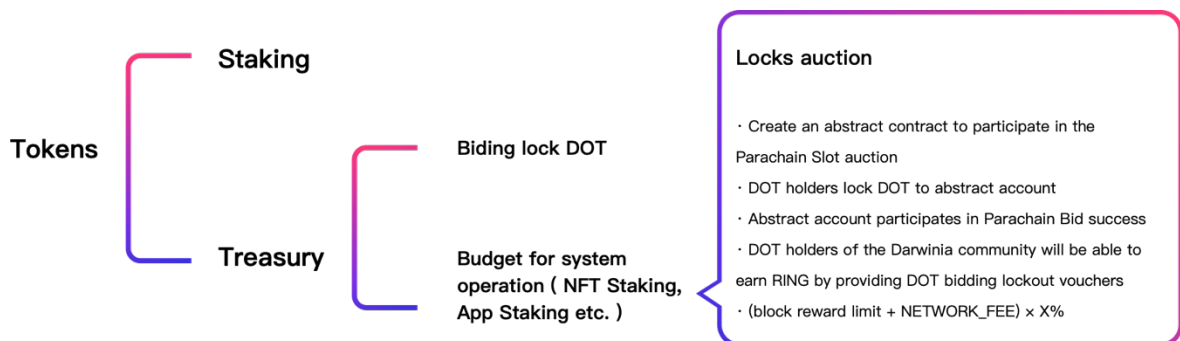 Tokens
Staking
Treasury
Biding lock DOT
Budget for system
operation ( NFT Staking,
App Staking etc. )
Locks auction
· Create an abstract contract to participate in the
Parachain Slot auction
· DOT holders lock DOT to abstract account
· Abstract account participates in Parachain Bid success
· DOT holders of the Darwinia community will be able to
earn RING by providing DOT bidding lockout vouchers
· (block reward limit + NETWORK_FEE) × X%